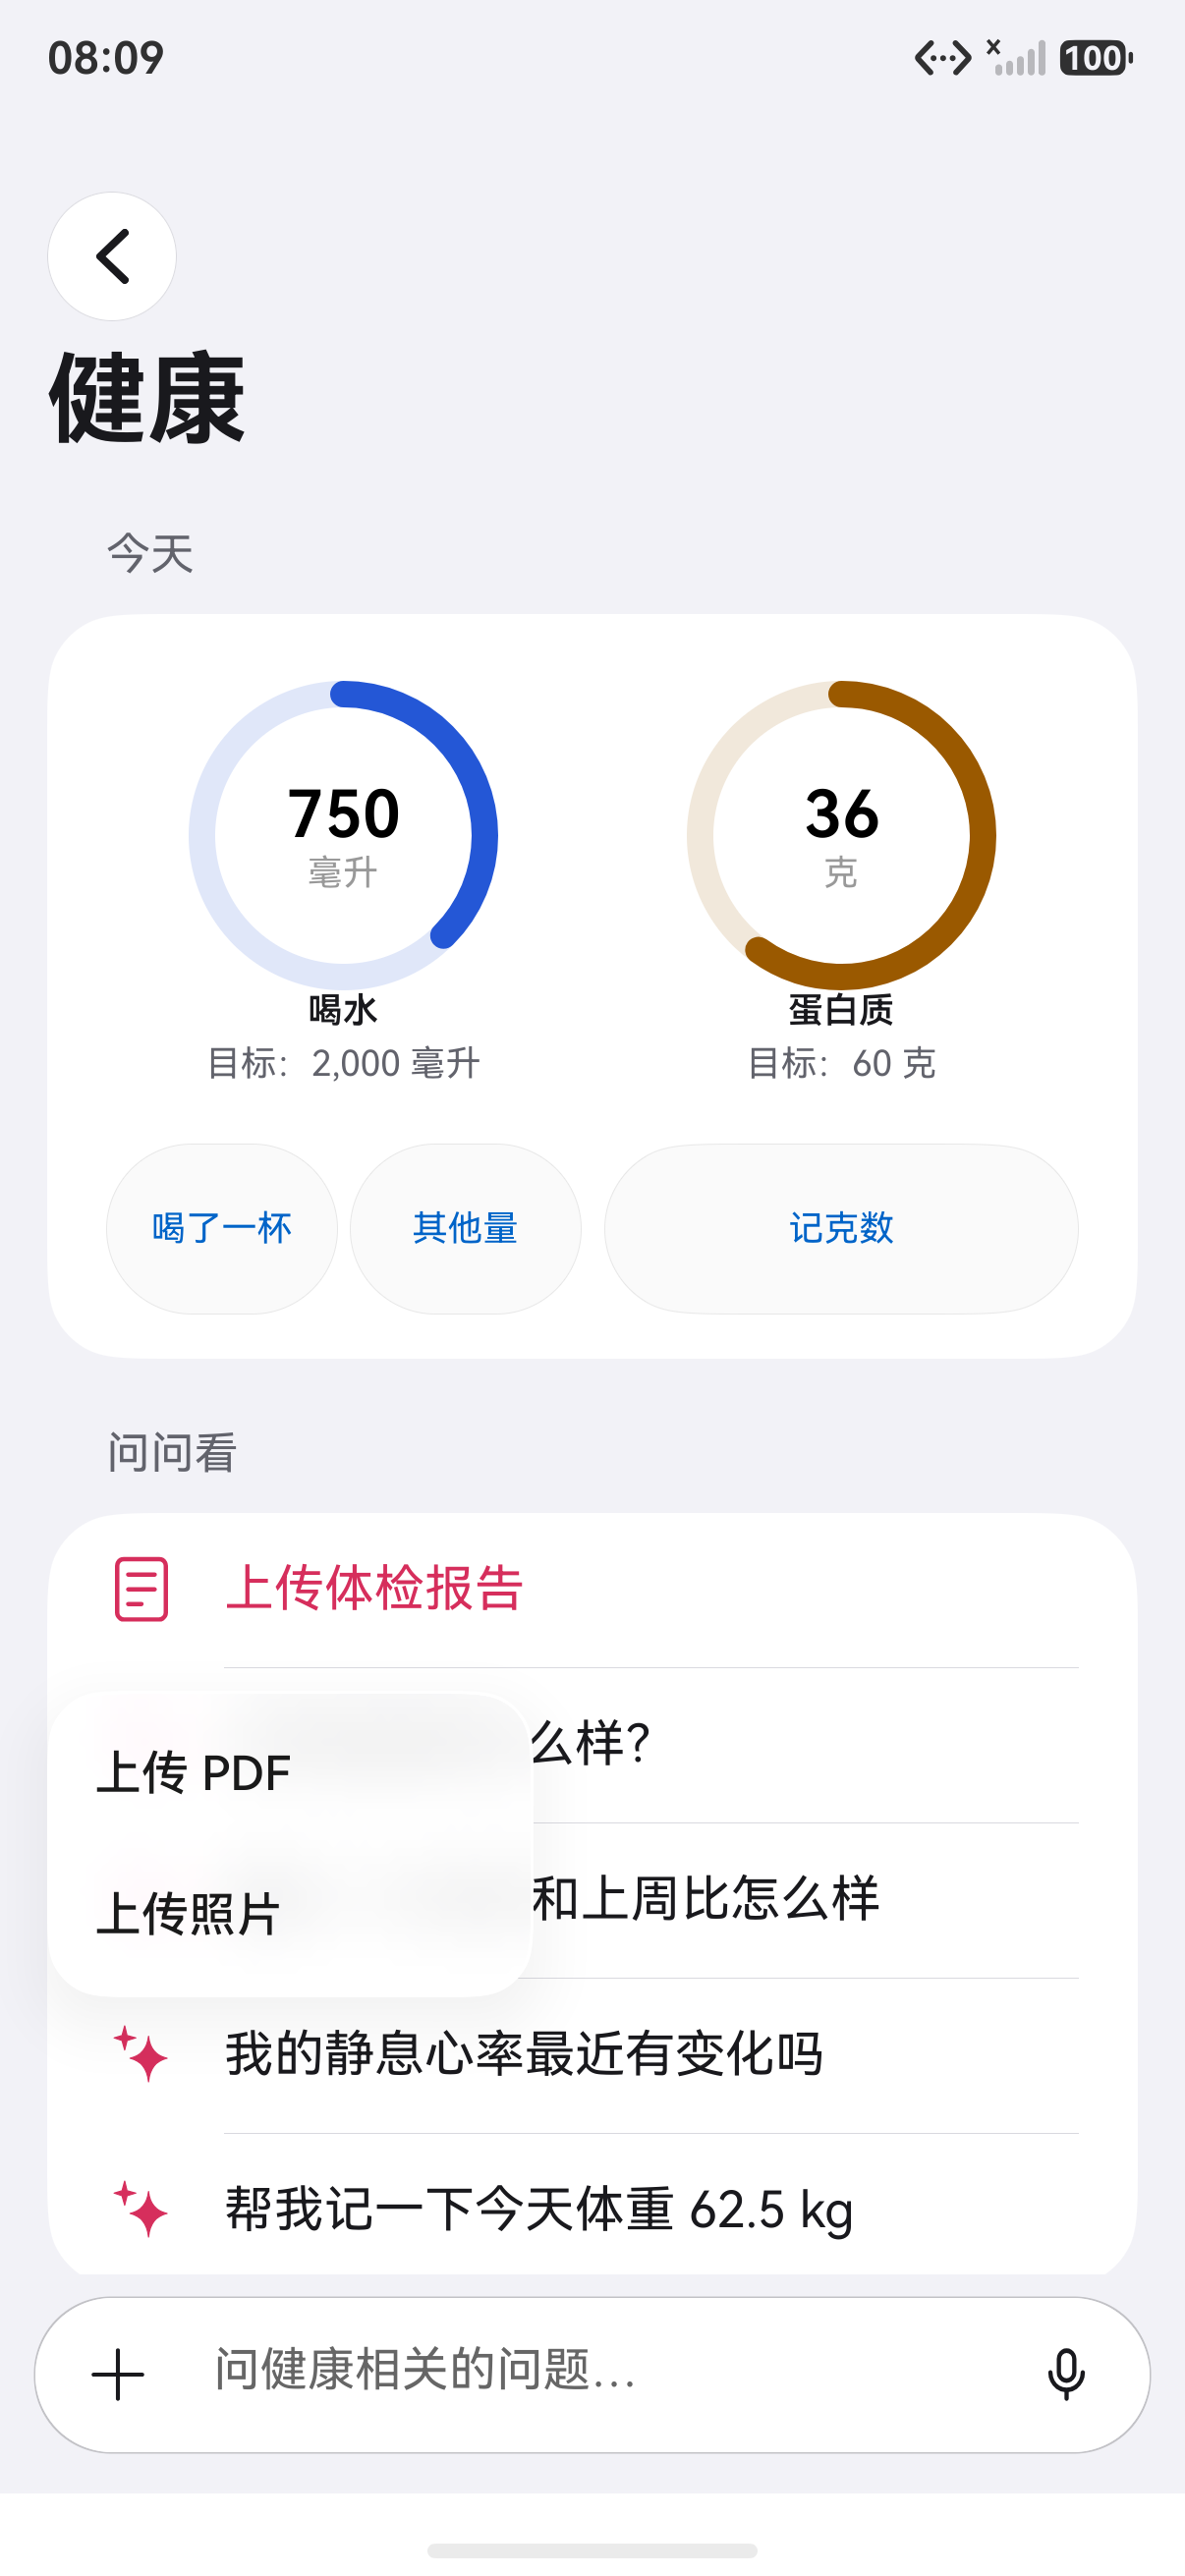 08:09
100
健康
今天
750
毫升
喝水
目标：2,000 毫升
36
克
蛋白质
目标：60 克
喝了一杯
其他量
记克数
问问看
上传体检报告
么样？
上传 PDF
和上周比怎么样
上传照片
我的静息心率最近有变化吗
帮我记一下今天体重 62.5 kg
问健康相关的问题...